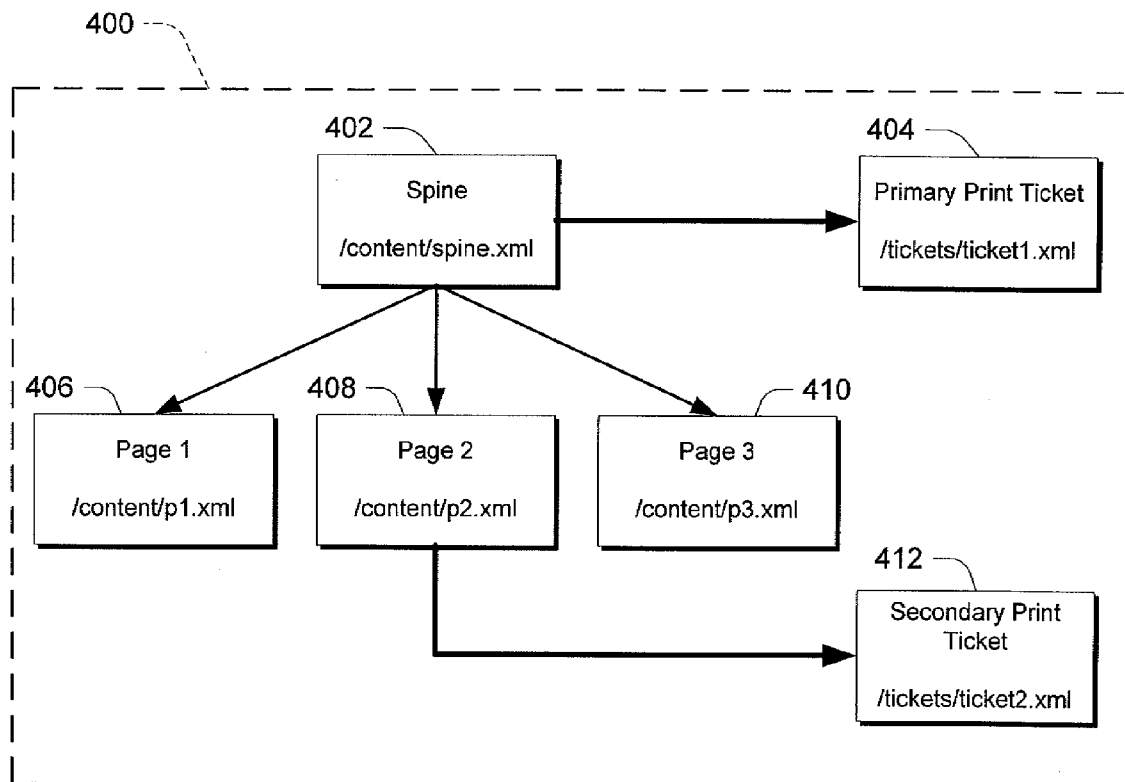 400
402
404
Spine
/content/spine.xml
Primary Print Ticket
/tickets/ticket1.xml
406
408
410
Page 1
/content/p1.xml
Page 2
/content/p2.xml
Page 3
/content/p3.xml
412
Secondary Print
Ticket
/tickets/ticket2.xml